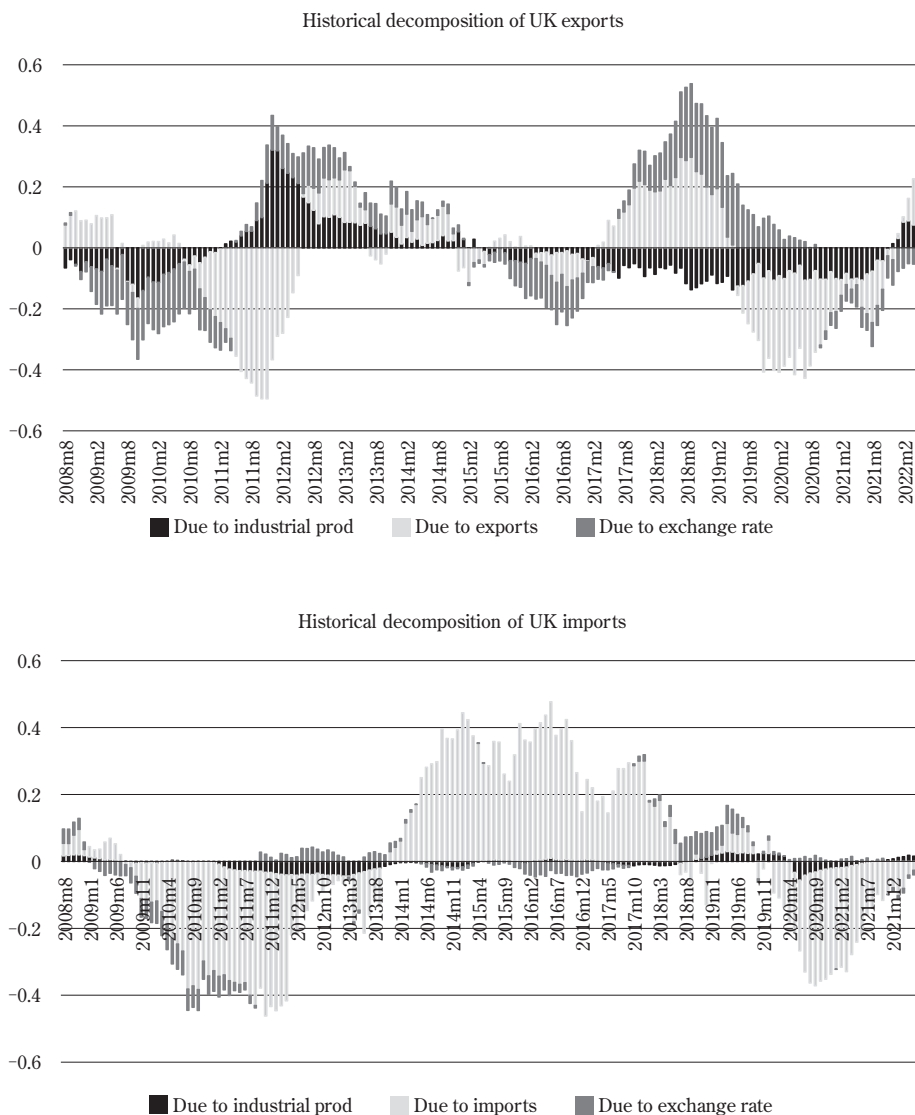 Historical decomposition of UK exports
0.6
0.4
0.2
0
−0.2
−0.4
−0.6
2008m8 2009m2 2009m8 2010m2 2010m8 2011m2 2011m8 2012m2 2012m8 2013m2 2013m8 2014m2 2014m8 2015m2 2015m8 2016m2 2016m8 2017m2 2017m8 2018m2 2018m8 2019m2 2019m8 2020m2 2020m8 2021m2 2021m8 2022m2
Due to industrial prod Due to exports Due to exchange rate
Historical decomposition of UK imports
0.6
0.4
0.2
0
−0.2
−0.4
−0.6
2008m8 2009m1 2009m6 2009m11 2010m4 2010m9 2011m2 2011m7 2011m12 2012m5 2012m10 2013m3 2013m8 2014m1 2014m6 2014m11 2015m4 2015m9 2016m2 2016m7 2016m12 2017m5 2017m10 2018m3 2018m8 2019m1 2019m6 2019m11 2020m4 2020m9 2021m2 2021m7 2021m2
Due to industrial prod Due to imports Due to exchange rate